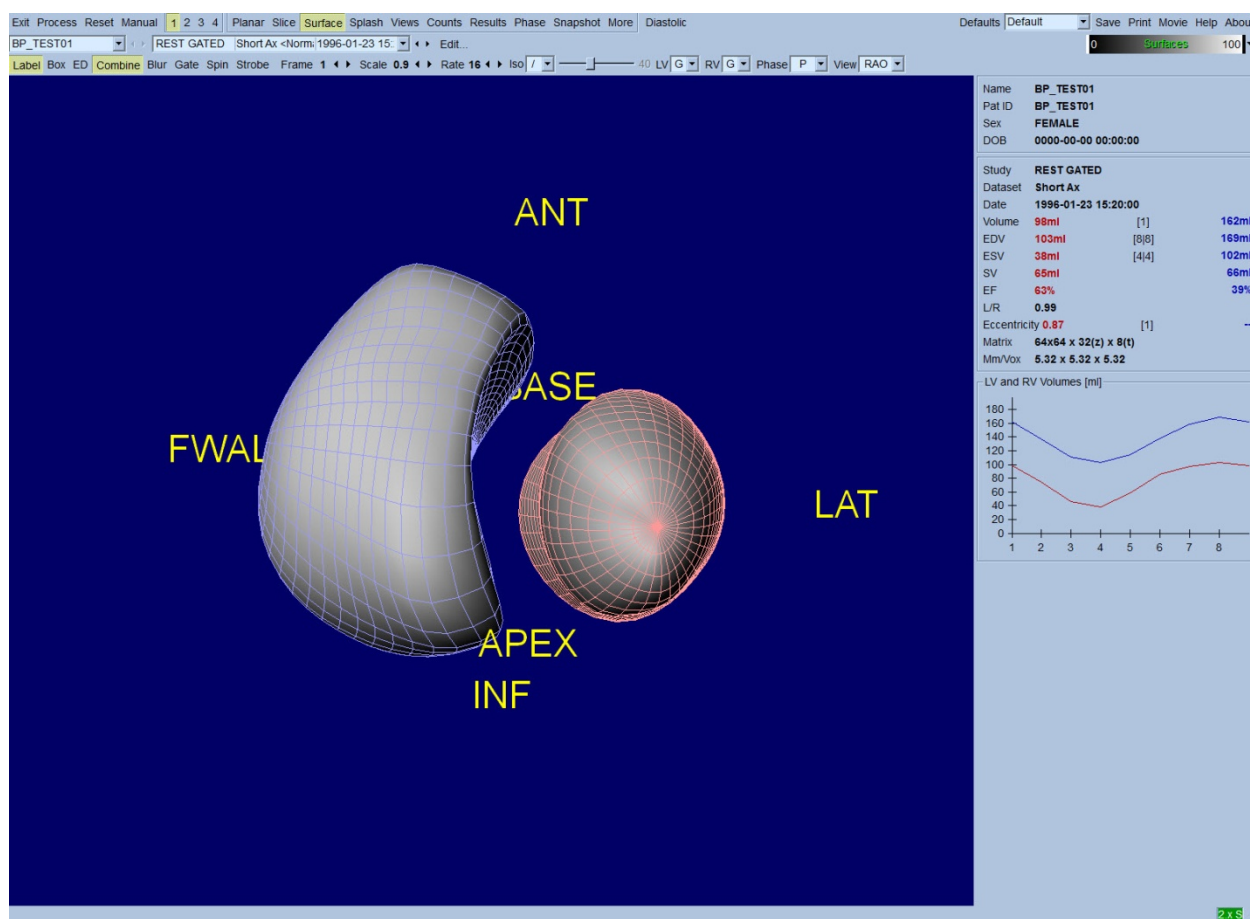 Exit Process Reset Manual 1 2 3 4 Planar Slice Surface Splash Views Counts Results Phase Snapshot More Diastolic Defaults Default Save Print Movie Help Abou
BP_TEST01 REST GATED Short Ax <Norm 1996-01-23 15: Edit... 0 Surfaces 100
Label Box ED Combine Blur Gate Spin Strobe Frame 1 Scale 0.9 Rate 16 Iso / 40 LV G RV G Phase P View RAO
ANT
BASE
FWAL
LAT
APEX
INF
Name BP_TEST01
Pat ID BP_TEST01
Sex FEMALE
DOB 0000-00-00 00:00:00
Study REST GATED
Dataset Short Ax
Date 1996-01-23 15:20:00
Volume 98ml [1] 162ml
EDV 103ml [8|8] 169ml
ESV 38ml [4|4] 102ml
SV 65ml 66ml
EF 63% 39%
L/R 0.99
Eccentricity 0.87 [1] --
Matrix 64x64 x 32(z) x 8(t)
Mm/Vox 5.32 x 5.32 x 5.32
LV and RV Volumes [ml]
180
160
140
120
100
80
60
40
20
0
1 2 3 4 5 6 7 8
2 x S